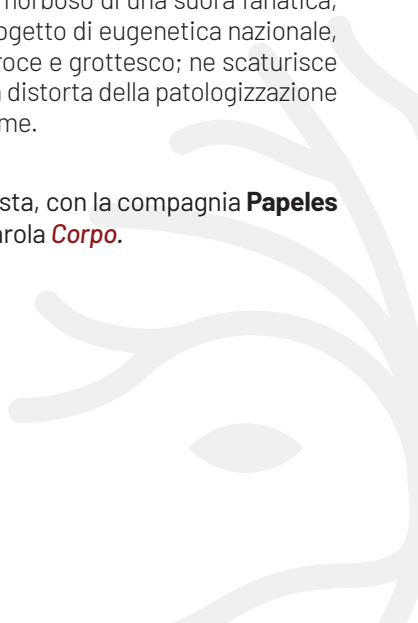 morboso di una suora fanatica,
ogetto di eugenetica nazionale,
roce e grottesco; ne scaturisce
distorta della patologizzazione
me.
sta, con la compagnia Papeles
arola Corpo.